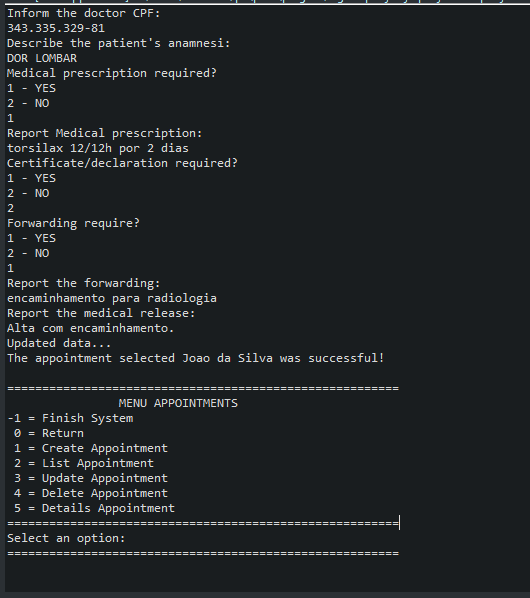 Inform the doctor CPF:
343.335.329-81
Describe the patient's anamnesi:
DOR LOMBAR
Medical prescription required?
1 - YES
2 - NO
1
Report Medical prescription:
torsilax 12/12h por 2 dias
Certificate/declaration required?
1 - YES
2 - NO
2
Forwarding require?
1 - YES
2 - NO
1
Report the forwarding:
encaminhamento para radiologia
Report the medical release:
Alta com encaminhamento.
Updated data...
The appointment selected Joao da Silva was successful!
========================================================
MENU APPOINTMENTS
-1 = Finish System
0 = Return
1 = Create Appointment
2 = List Appointment
3 = Update Appointment
4 = Delete Appointment
5 = Details Appointment
========================================================
Select an option:
========================================================